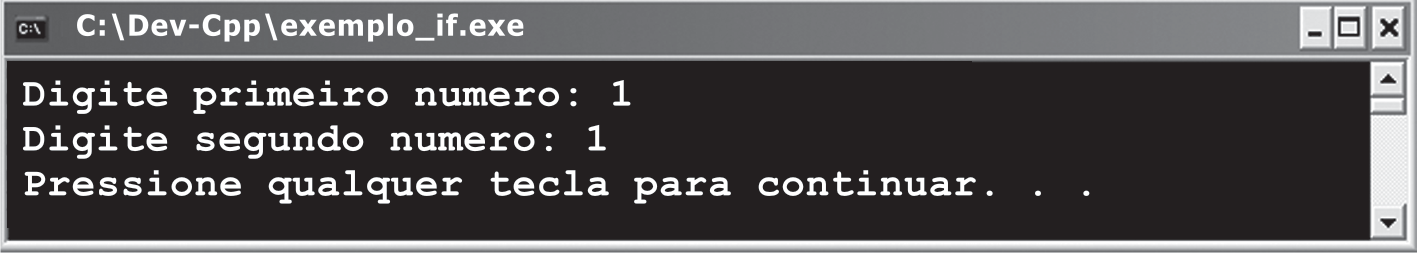 C:\Dev-Cpp\exemplo_if.exe
Digite primeiro numero: 1
Digite segundo numero: 1
Pressione qualquer tecla para continuar. . .